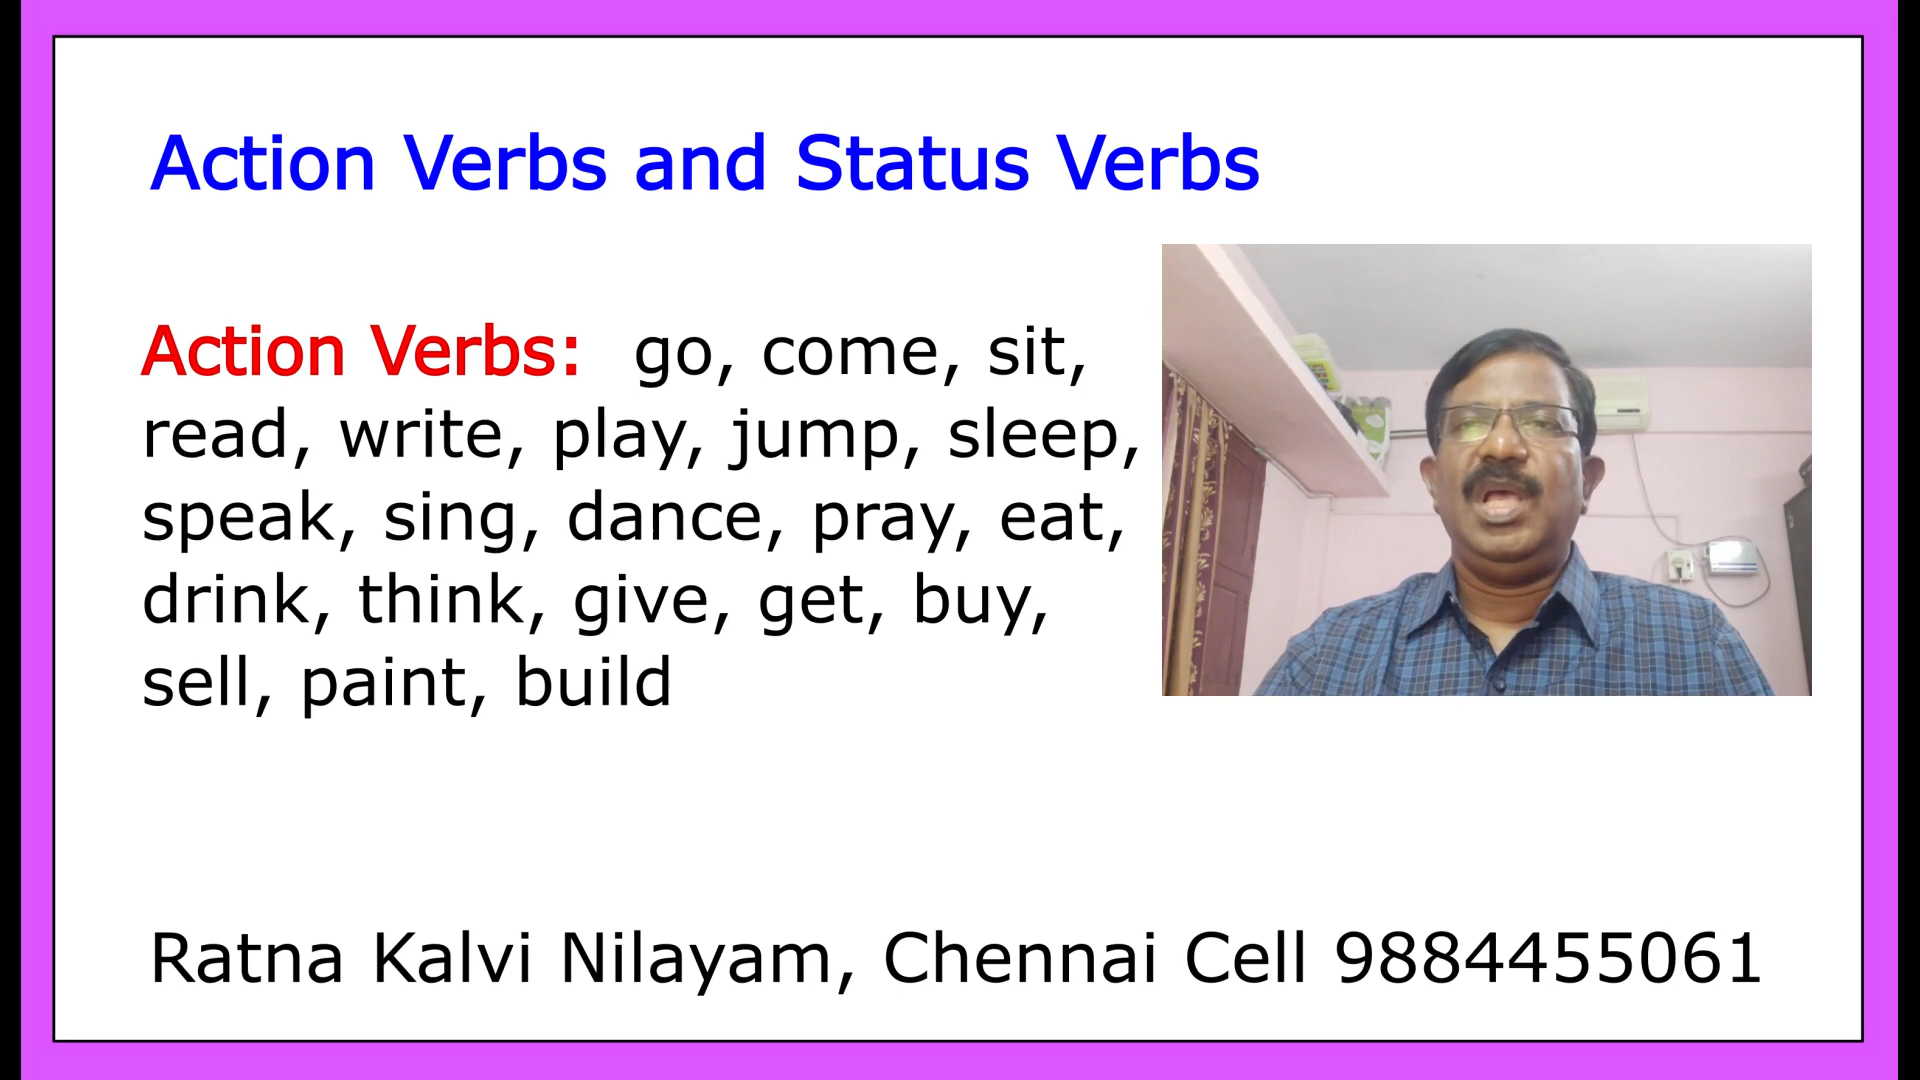 Action Verbs and Status Verbs
Action Verbs: go, come, sit,
read, write, play, jump, sleep,
speak, sing, dance, pray, eat,
drink, think, give, get, buy,
sell, paint, build
Ratna Kalvi Nilayam, Chennai Cell 9884455061